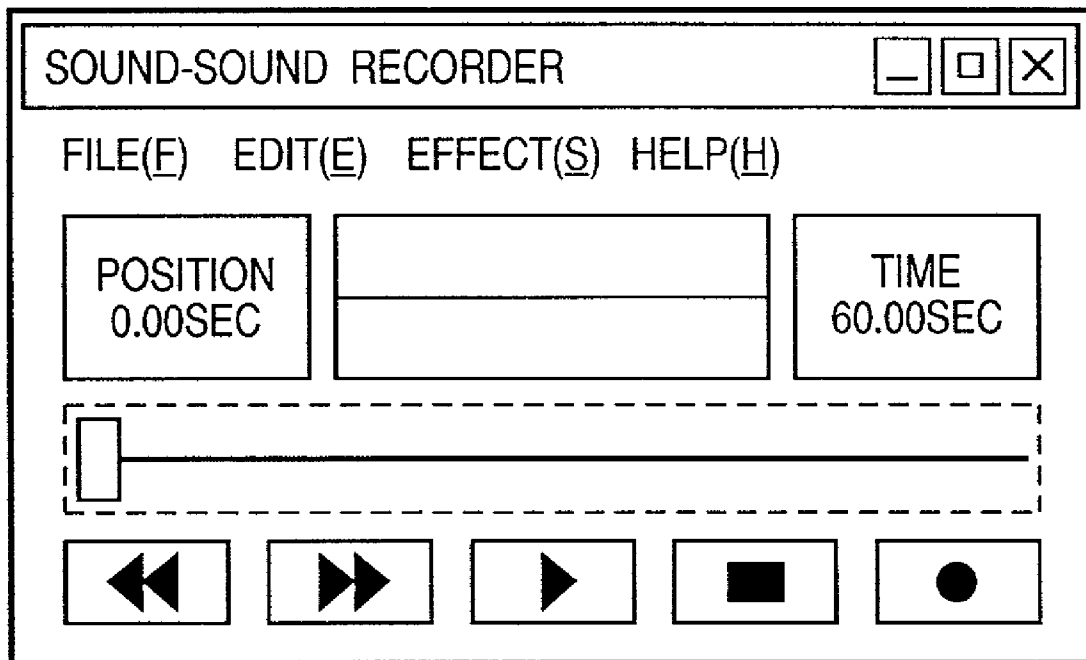 SOUND-SOUND RECORDER
FILE(F) EDIT(E) EFFECT(S) HELP(H)
POSITION
0.00SEC
TIME
60.00SEC